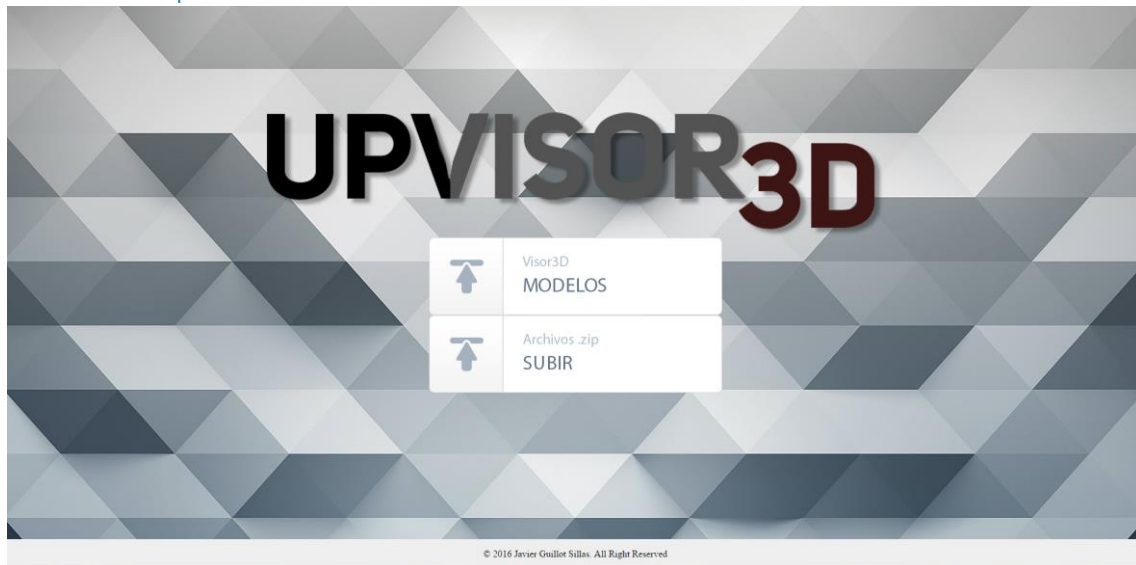 UPVISOR3D
Visor3D
MODELOS
Archivos .zip
SUBIR
© 2016 Javier Guillot Sillas. All Right Reserved